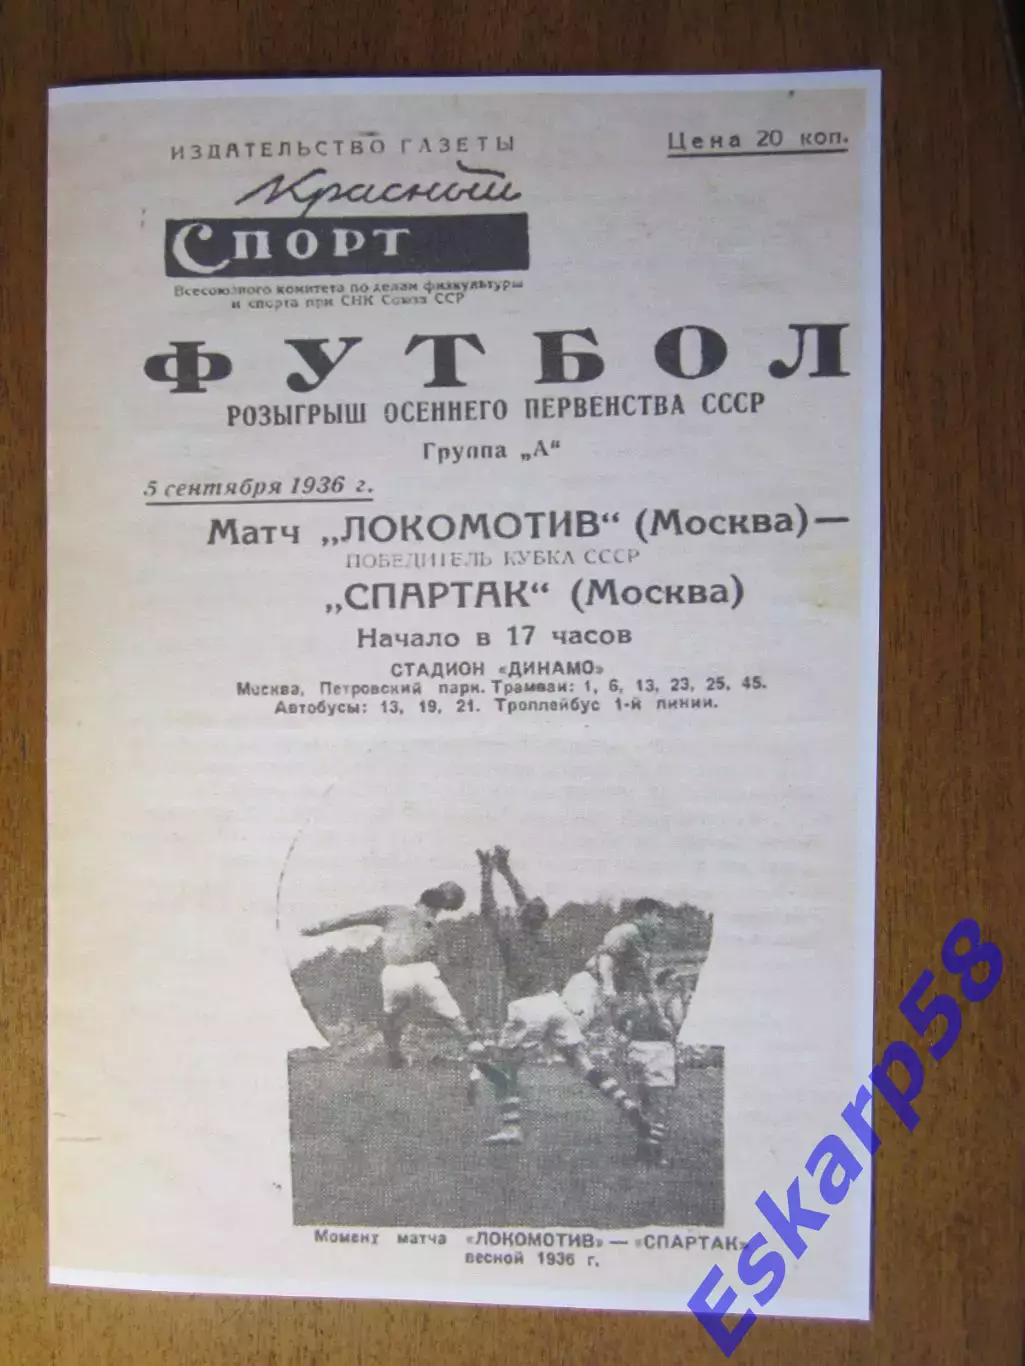 ИЗДАТЕЛЬСТВО ГАЗЕТЫ
Цена 20 коп.
Красный
СПОРТ
Всесоюзного комитета по делам физкультуры
и спорта при СНК Союза ССР
ФУТБОЛ
РОЗЫГРЫШ ОСЕННЕГО ПЕРВЕНСТВА СССР
Группа „А“
5 сентября 1936 г.
Матч „ЛОКОМОТИВ“ (Москва)—
ПОБЕДИТЕЛЬ КУБКА СССР
„СПАРТАК“ (Москва)
Начало в 17 часов
СТАДИОН «ДИНАМО»
Москва, Петровский парк. Трамваи: 1, 6, 13, 23, 25, 45.
Автобусы: 13, 19, 21. Троллейбус 1-й линии.
Момент матча «ЛОКОМОТИВ» — «СПАРТАК»
весной 1936 г.
Eskarp58